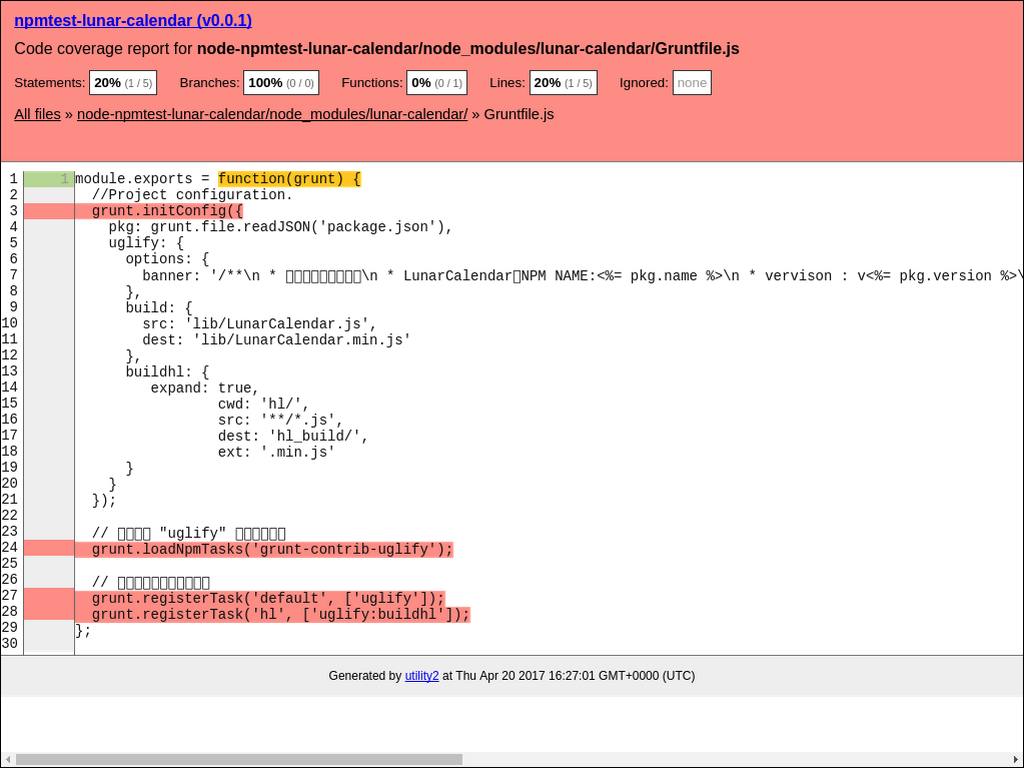 npmtest-lunar-calendar (v0.0.1)
Code coverage report for node-npmtest-lunar-calendar/node_modules/lunar-calendar/Gruntfile.js
Statements: 20% (1 / 5) Branches: 100% (0 / 0) Functions: 0% (0 / 1) Lines: 20% (1 / 5) Ignored: none
All files » node-npmtest-lunar-calendar/node_modules/lunar-calendar/ » Gruntfile.js
1 1 module.exports = function(grunt) {
2 //Project configuration.
3 grunt.initConfig({
4 pkg: grunt.file.readJSON('package.json'),
5 uglify: {
6 options: {
7 banner: '/**\n * \n * LunarCalendar NPM NAME:<%= pkg.name %>\n * vervison : v<%= pkg.version %>\
8 },
9 build: {
10 src: 'lib/LunarCalendar.js',
11 dest: 'lib/LunarCalendar.min.js'
12 },
13 buildhl: {
14 expand: true,
15 cwd: 'hl/',
16 src: '**/*.js',
17 dest: 'hl_build/',
18 ext: '.min.js'
19 }
20 }
21 });
22
23 // "uglify"
24 grunt.loadNpmTasks('grunt-contrib-uglify');
25
26 //
27 grunt.registerTask('default', ['uglify']);
28 grunt.registerTask('hl', ['uglify:buildhl']);
29 };
30
Generated by utility2 at Thu Apr 20 2017 16:27:01 GMT+0000 (UTC)